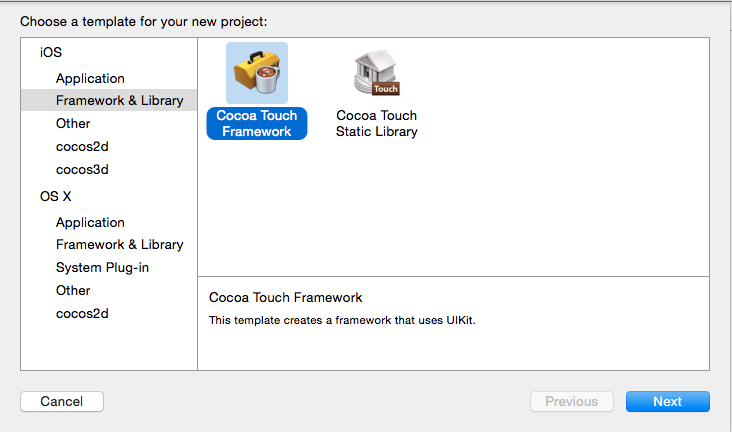 Choose a template for your new project:
iOS
Application
Framework & Library
Other
cocos2d
cocos3d
OS X
Application
Framework & Library
System Plug-in
Other
cocos2d
Cocoa Touch
Framework
Touch
Cocoa Touch
Static Library
Cocoa Touch Framework
This template creates a framework that uses UIKit.
Cancel
Previous
Next